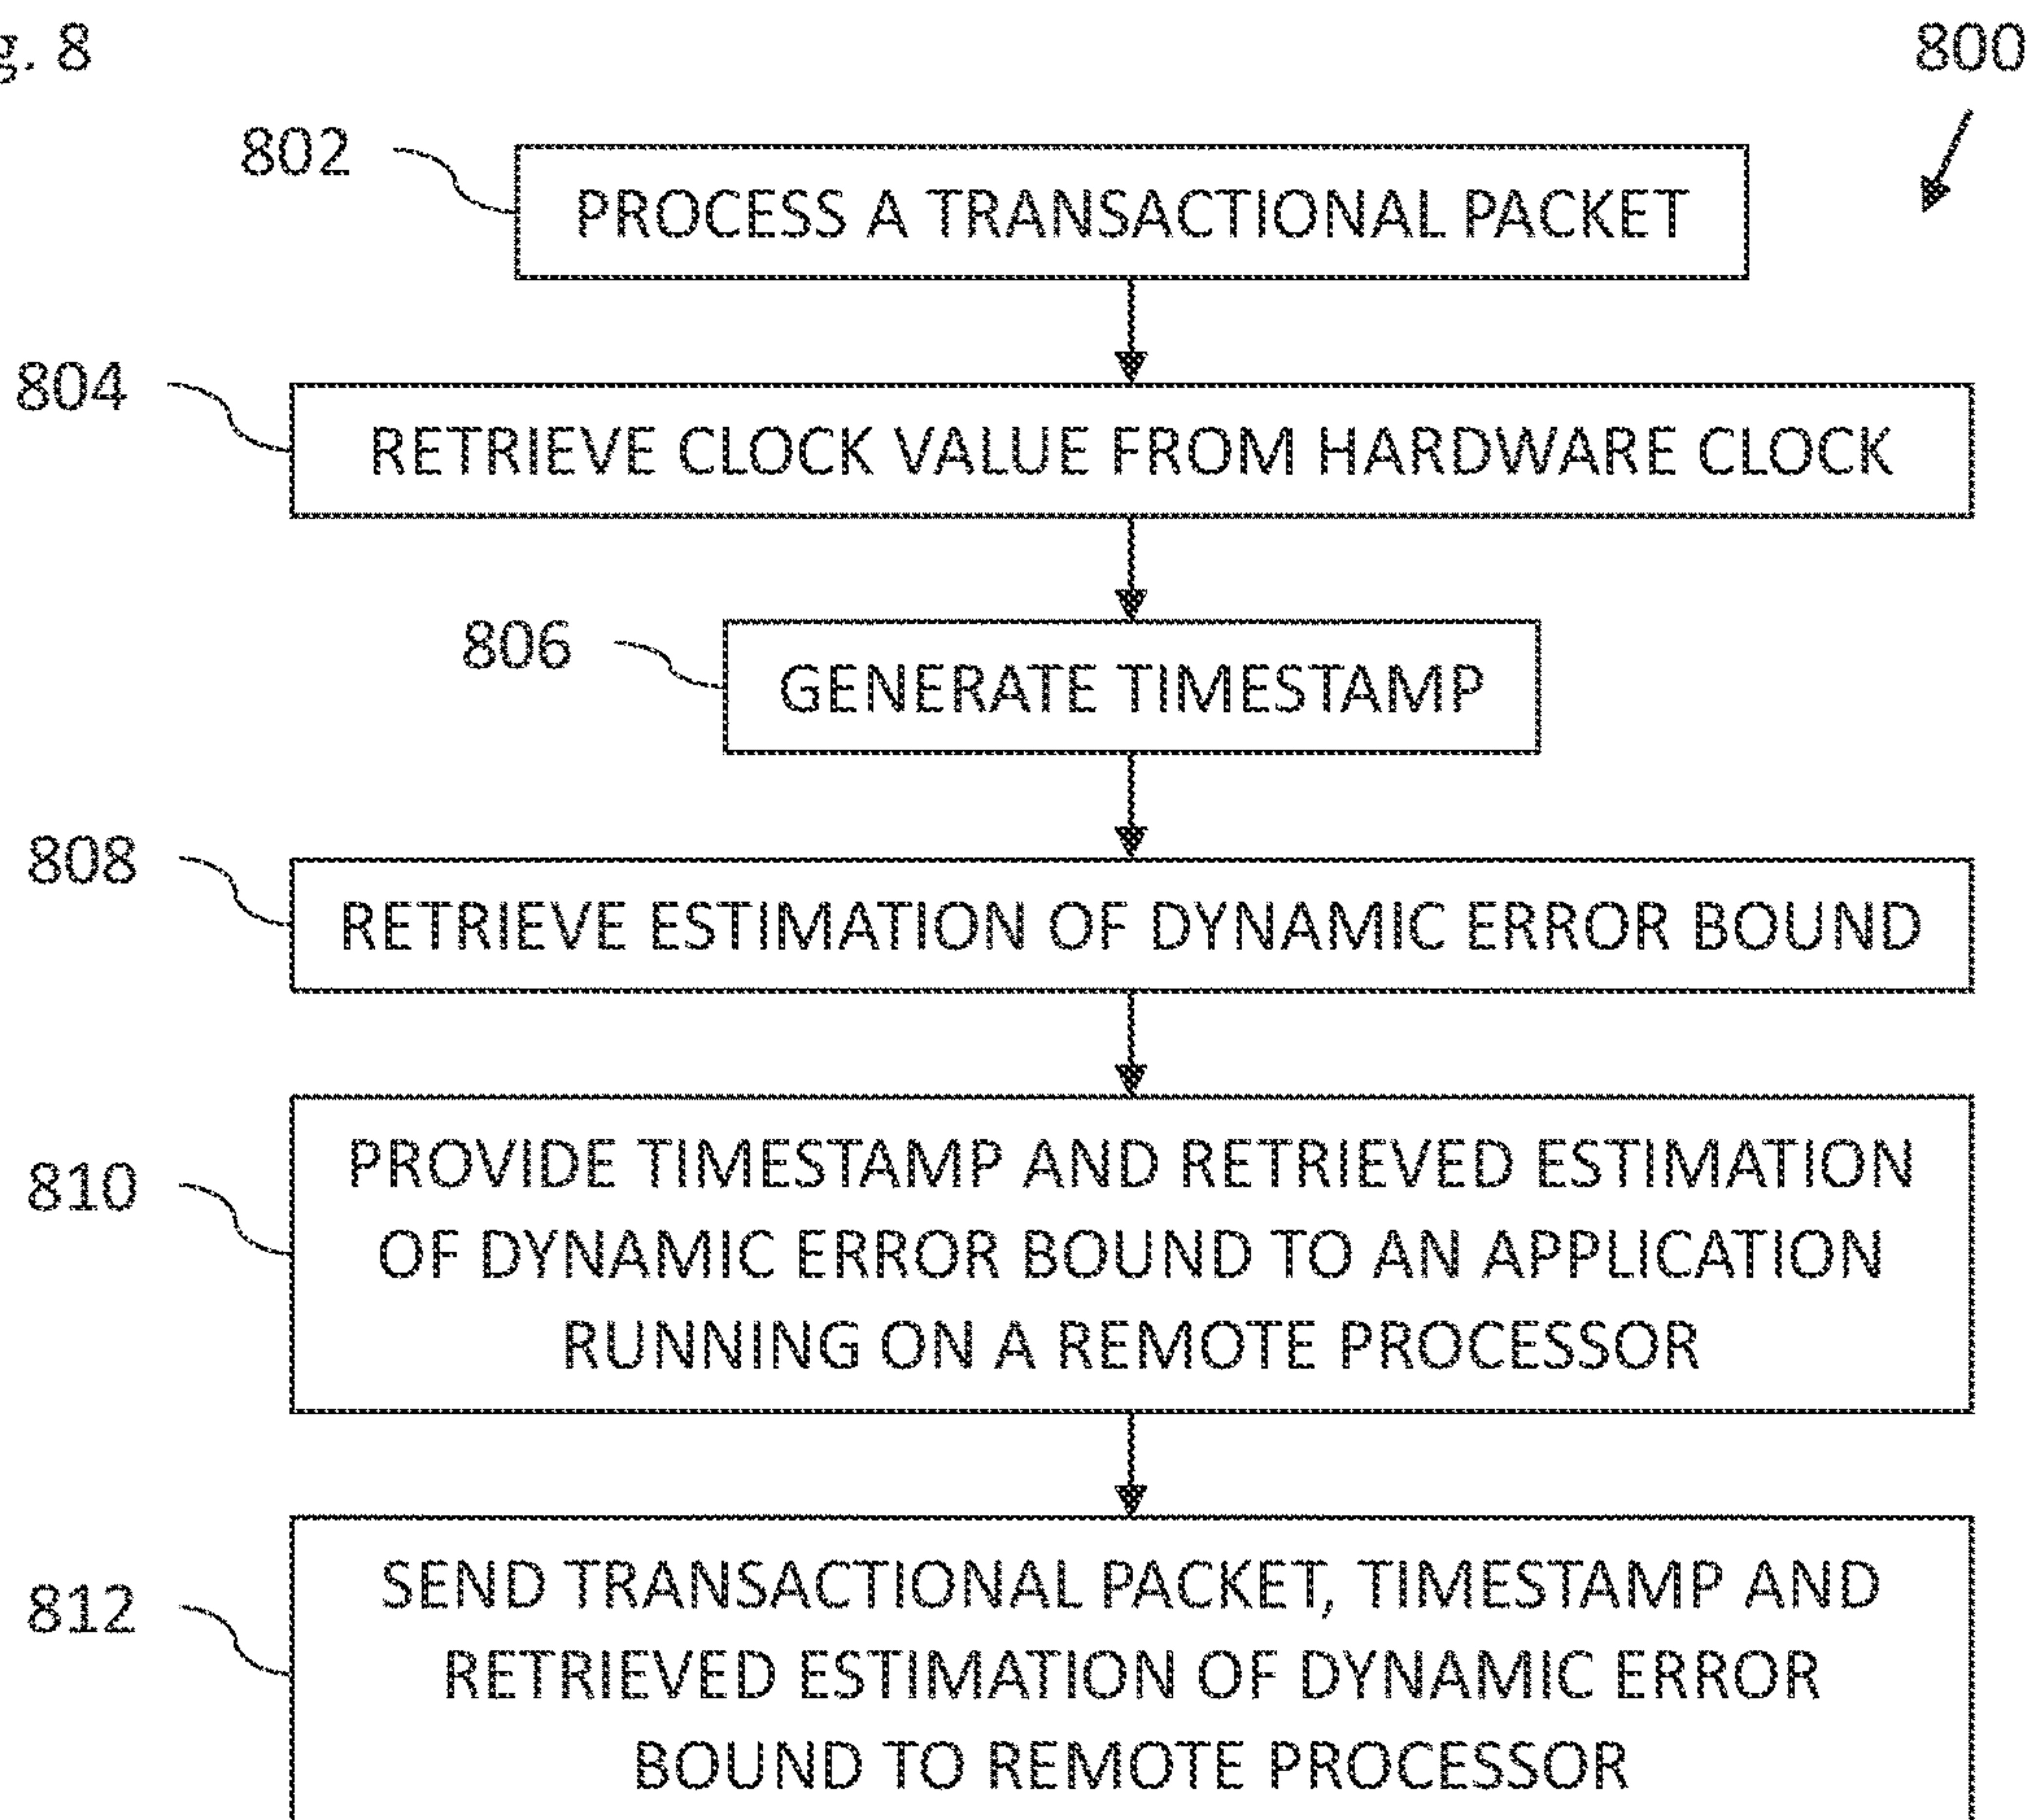 g. 8
800
802
PROCESS A TRANSACTIONAL PACKET
804
RETRIEVE CLOCK VALUE FROM HARDWARE CLOCK
806
GENERATE TIMESTAMP
808
RETRIEVE ESTIMATION OF DYNAMIC ERROR BOUND
810
PROVIDE TIMESTAMP AND RETRIEVED ESTIMATION
OF DYNAMIC ERROR BOUND TO AN APPLICATION
RUNNING ON A REMOTE PROCESSOR
812
SEND TRANSACTIONAL PACKET, TIMESTAMP AND
RETRIEVED ESTIMATION OF DYNAMIC ERROR
BOUND TO REMOTE PROCESSOR